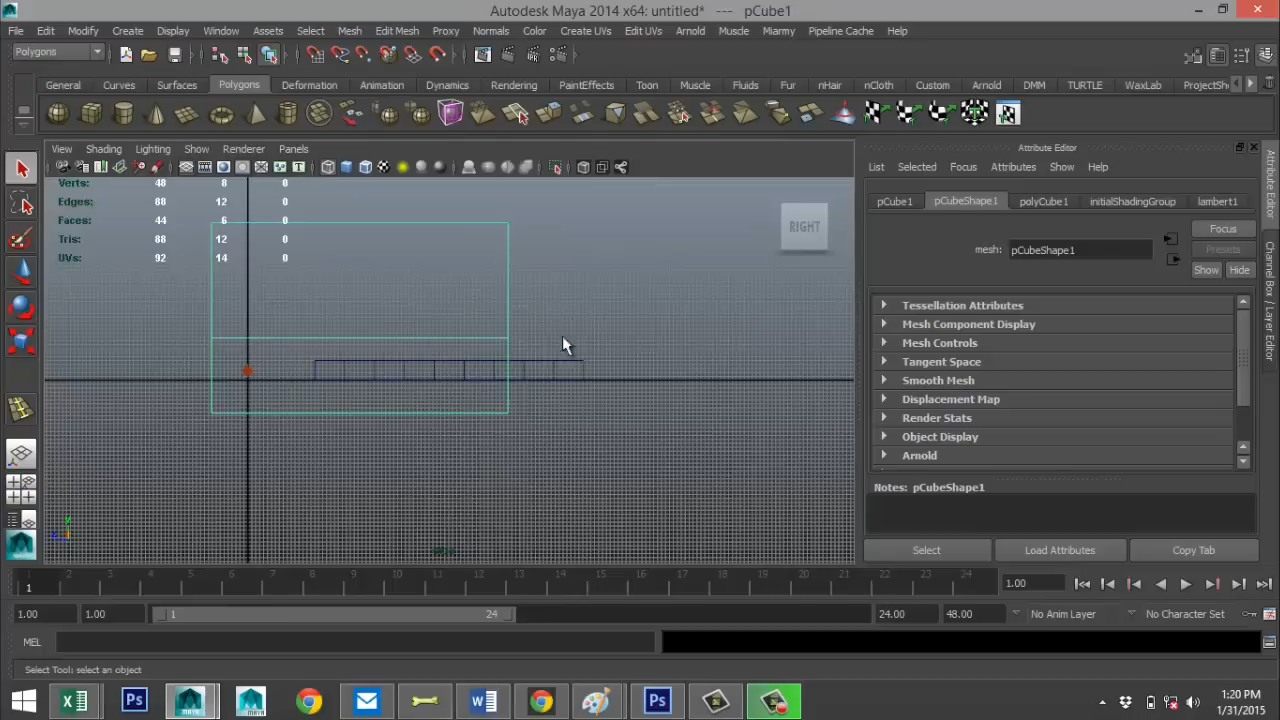 Autodesk Maya 2014 x64: untitled*   ---   pCube1
File Edit Modify Create Display Window Assets Select Mesh Edit Mesh Proxy Normals Color Create UVs Edit UVs Arnold Muscle Miarmy Pipeline Cache Help
Polygons
General Curves Surfaces Polygons Deformation Animation Dynamics Rendering PaintEffects Toon Muscle Fluids Fur nHair nCloth Custom Arnold DMM TURTLE WaxLab ProjectSh
View Shading Lighting Show Renderer Panels
Attribute Editor
List Selected Focus Attributes Show Help
Verts: 48 8 0
Edges: 88 12 0
Faces: 44 6 0
Tris: 88 12 0
UVs: 92 14 0
RIGHT
pCube1 pCubeShape1 polyCube1 initialShadingGroup lambert1
Focus
mesh: pCubeShape1
Presets
Show Hide
Tessellation Attributes
Mesh Component Display
Mesh Controls
Tangent Space
Smooth Mesh
Displacement Map
Render Stats
Object Display
Arnold
Notes: pCubeShape1
Select Load Attributes Copy Tab
Attribute Editor
Channel Box / Layer Editor
y
z
1 2 3 4 5 6 7 8 9 10 11 12 13 14 15 16 17 18 19 20 21 22 23 24
1
1.00
1.00 1.00 1 24 24.00 48.00 No Anim Layer No Character Set
MEL
Select Tool: select an object
1:20 PM
1/31/2015